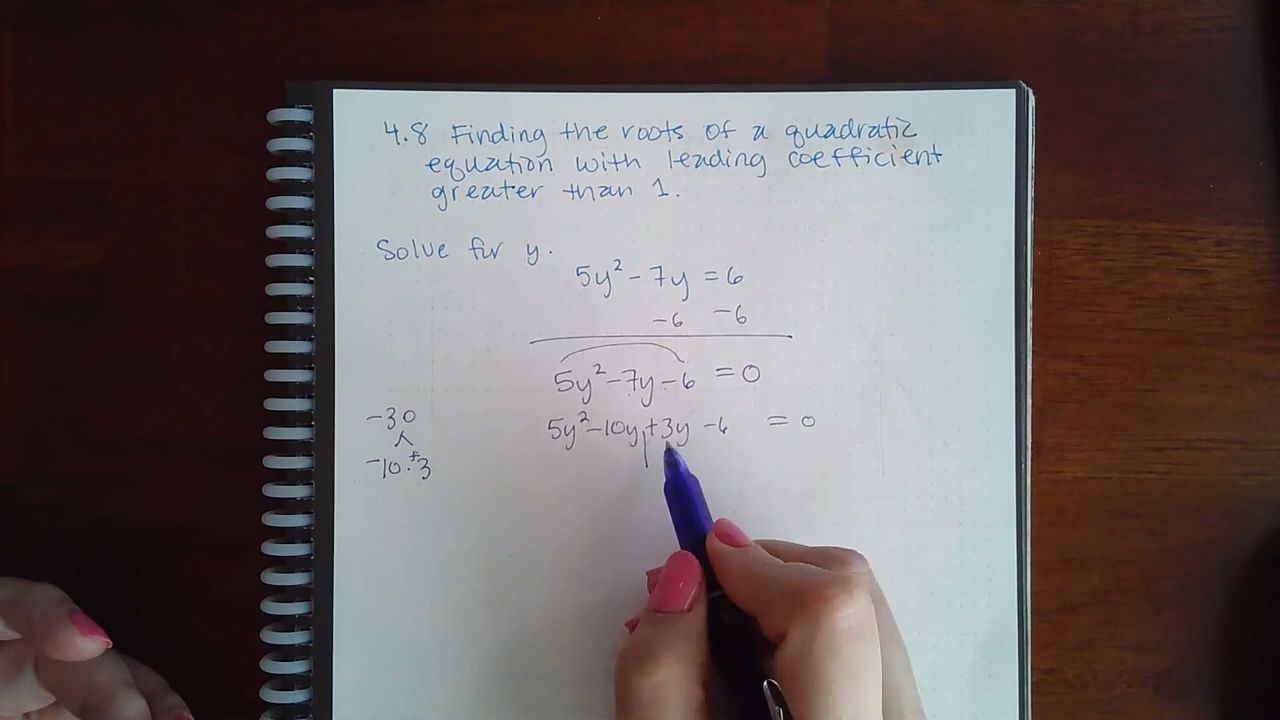 4.8 Finding the roots of a quadratic
equation with leading coefficient
greater than 1.
Solve for y.
5y² - 7y = 6
-6 -6
5y² - 7y - 6 = 0
5y² - 10y + 3y - 6 = 0
-30
-10 · +3